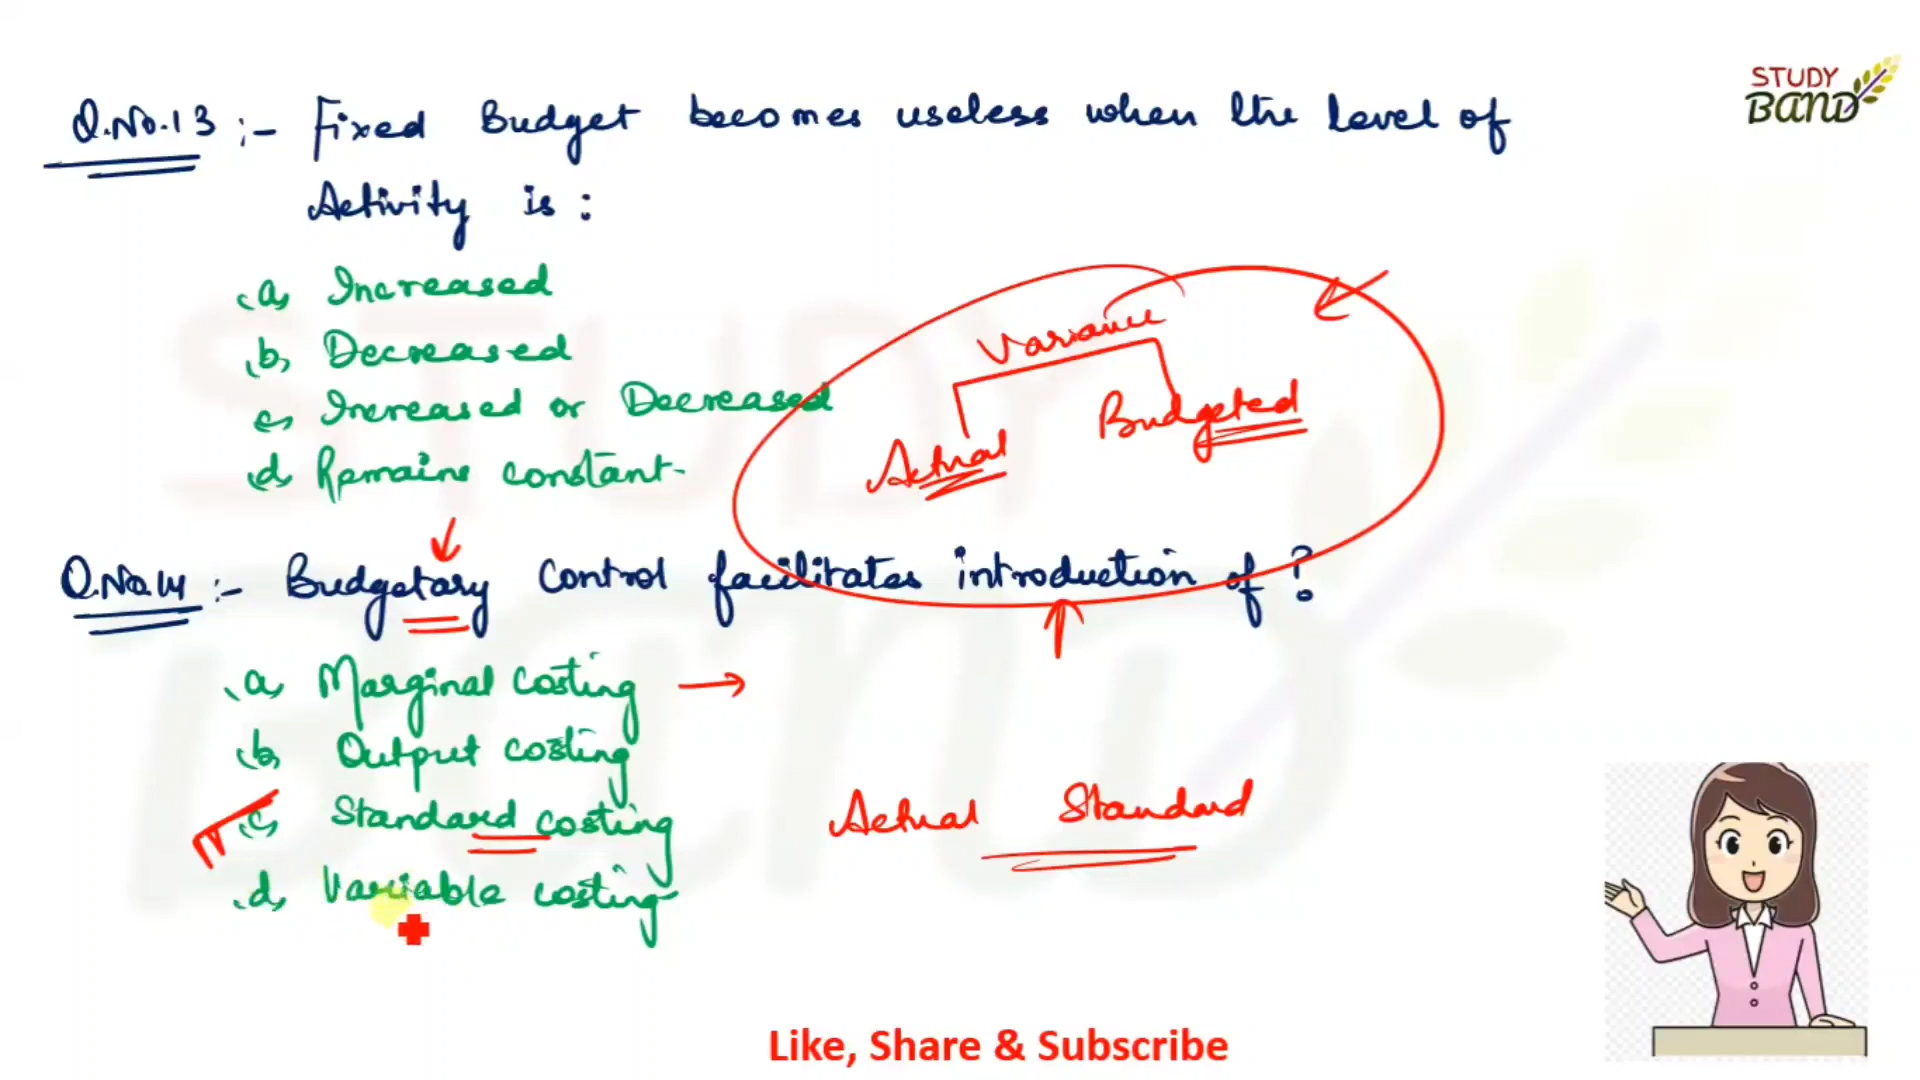 STUDY
BAND
Q.No.13 :- Fixed Budget becomes useless when the level of
Activity is :
(a) Increased
(b) Decreased
(c) Increased or Decreased
(d) Remains constant
Variance
Actual Budgeted
Q.No.14 :- Budgetary control facilitates introduction of ?
(a) Marginal costing
(b) Output costing
(c) Standard costing
Actual Standard
(d) Variable costing
Like, Share & Subscribe